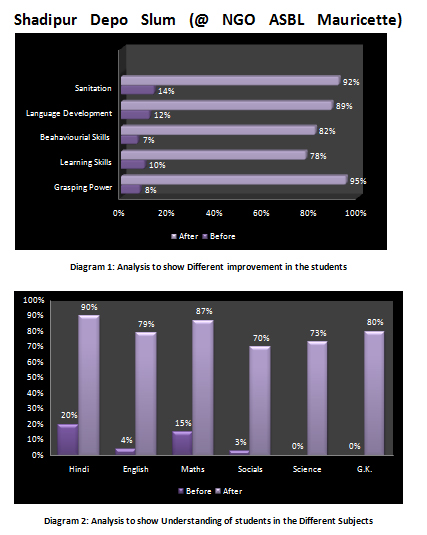 Shadipur Depo Slum (@ NGO ASBL Mauricette)
Sanitation 92% 14%
Language Development 89% 12%
Beahaviourial Skills 82% 7%
Learning Skills 78% 10%
Grasping Power 95% 8%
0% 20% 40% 60% 80% 100%
After Before
Diagram 1: Analysis to show Different improvement in the students
100%
90%
80%
70%
60%
50%
40%
30%
20%
10%
0%
20% 90% 4% 79% 15% 87% 3% 70% 0% 73% 0% 80%
Hindi English Maths Socials Science G.K.
Before After
Diagram 2: Analysis to show Understanding of students in the Different Subjects